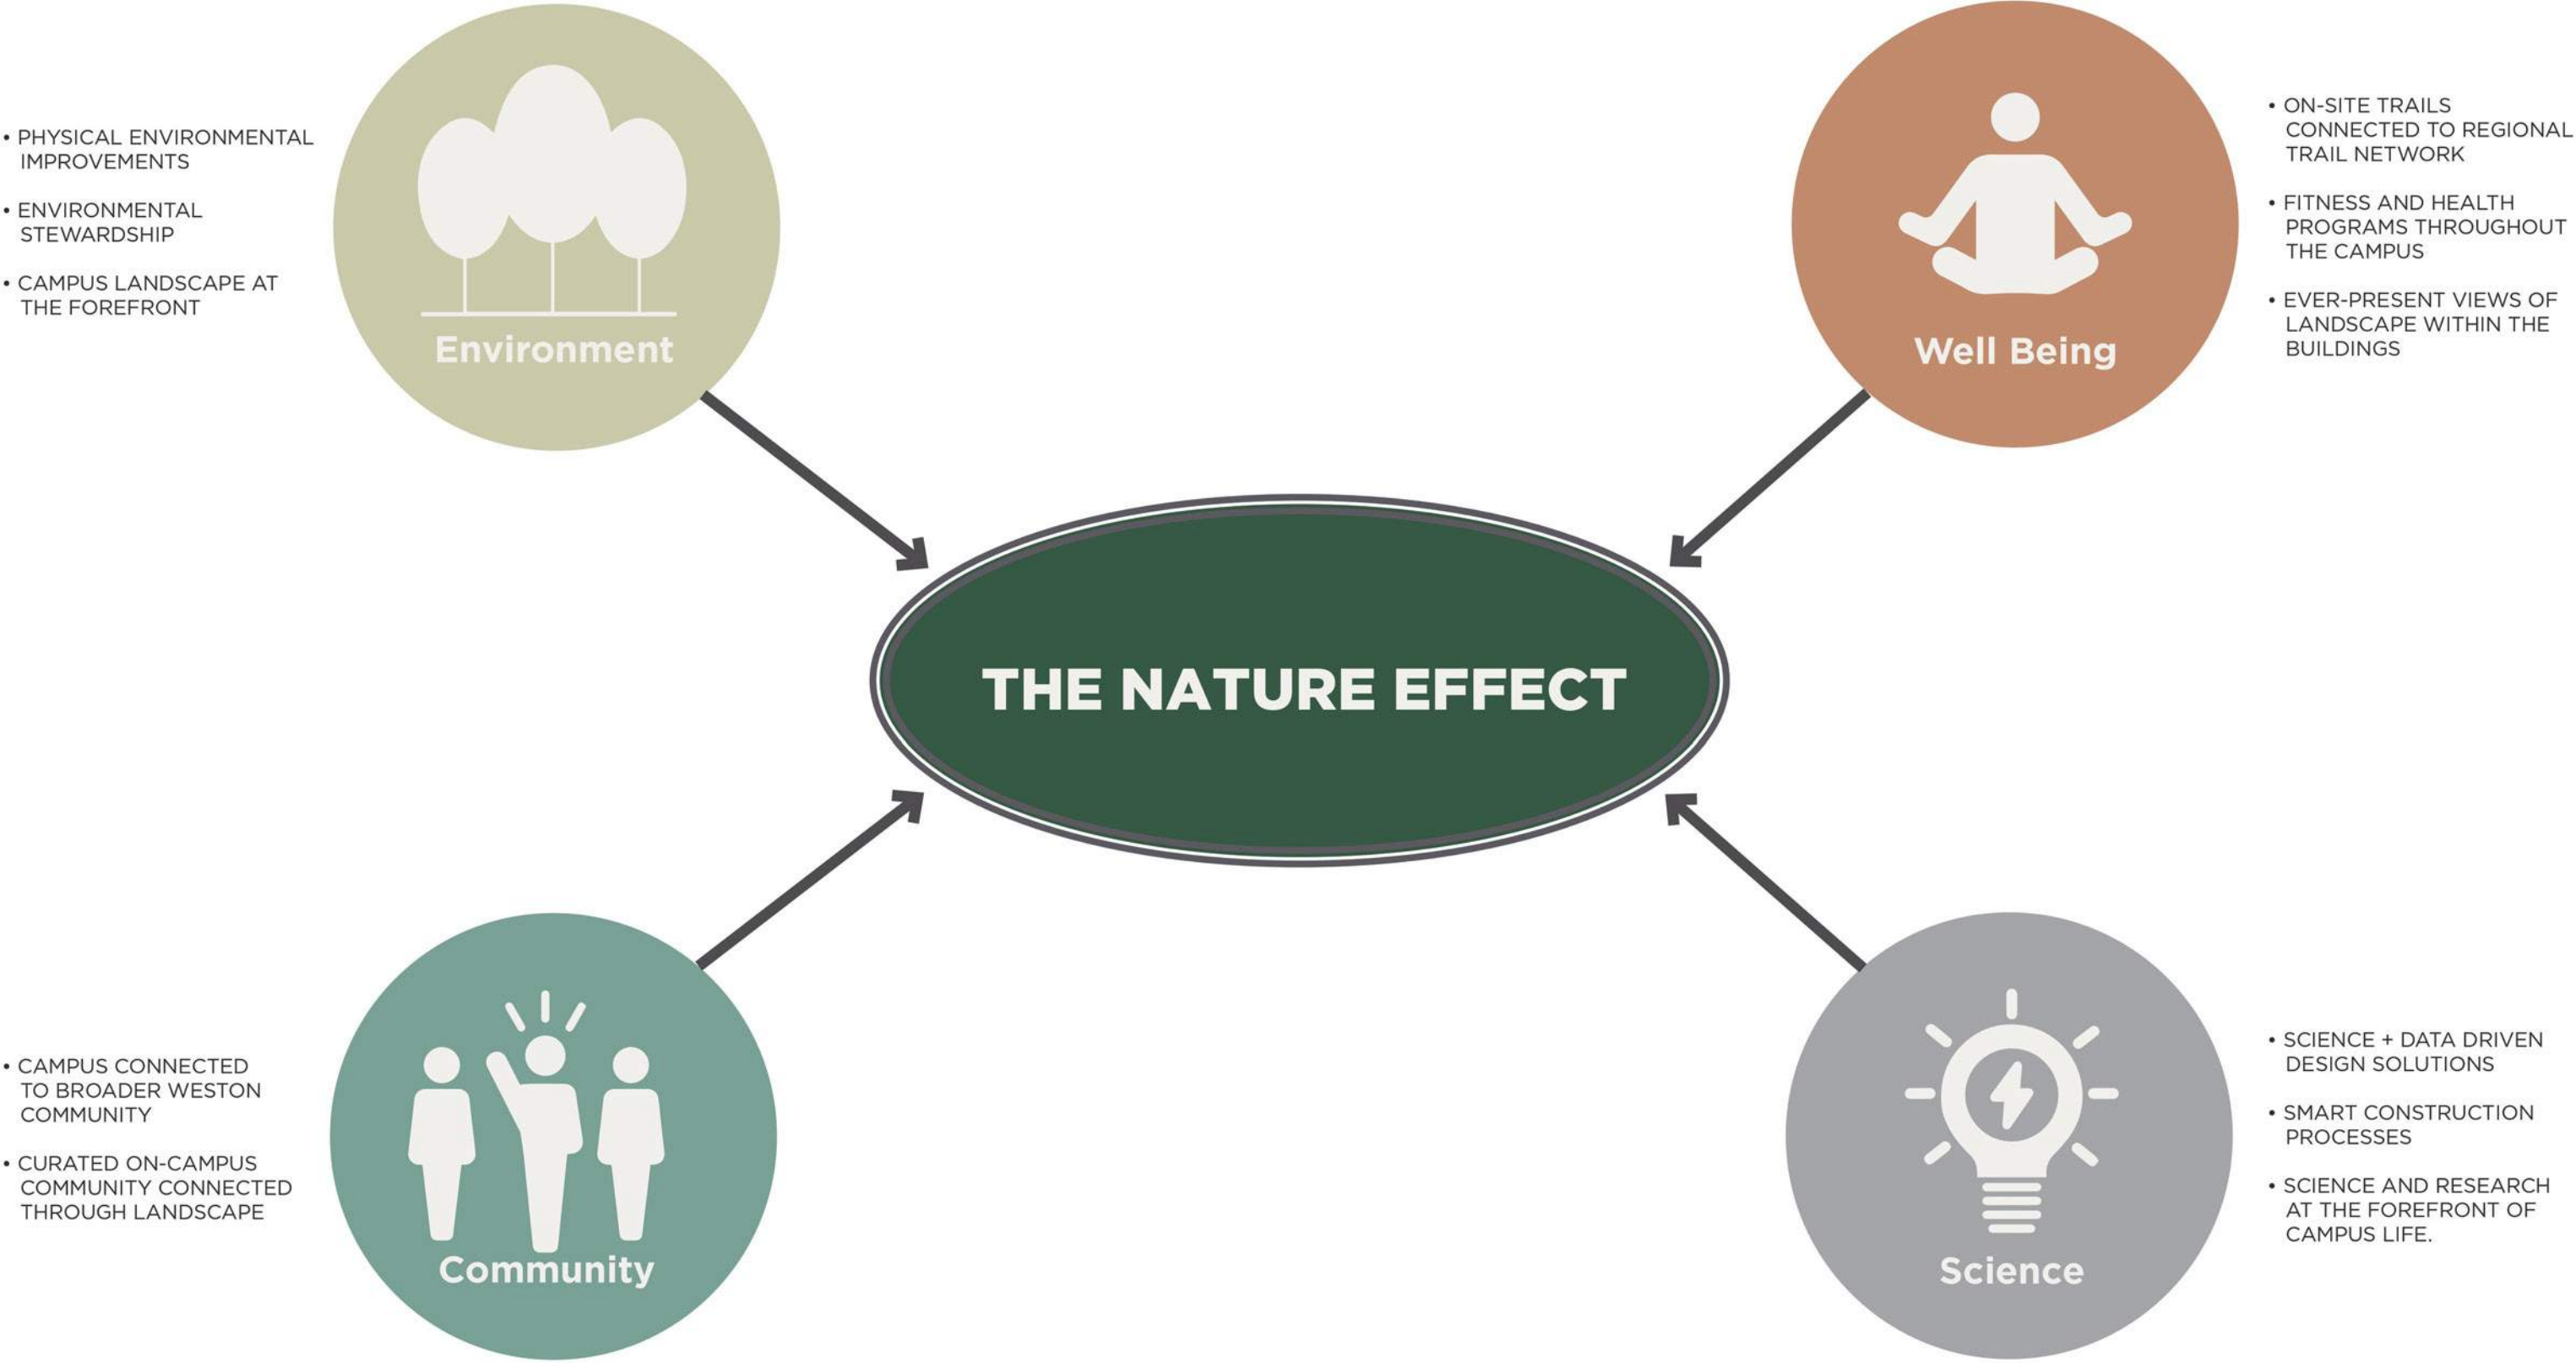 • PHYSICAL ENVIRONMENTAL
IMPROVEMENTS
• ENVIRONMENTAL
STEWARDSHIP
• CAMPUS LANDSCAPE AT
THE FOREFRONT
Environment
Well Being
• ON-SITE TRAILS
CONNECTED TO REGIONAL
TRAIL NETWORK
• FITNESS AND HEALTH
PROGRAMS THROUGHOUT
THE CAMPUS
• EVER-PRESENT VIEWS OF
LANDSCAPE WITHIN THE
BUILDINGS
THE NATURE EFFECT
• CAMPUS CONNECTED
TO BROADER WESTON
COMMUNITY
• CURATED ON-CAMPUS
COMMUNITY CONNECTED
THROUGH LANDSCAPE
Community
Science
• SCIENCE + DATA DRIVEN
DESIGN SOLUTIONS
• SMART CONSTRUCTION
PROCESSES
• SCIENCE AND RESEARCH
AT THE FOREFRONT OF
CAMPUS LIFE.